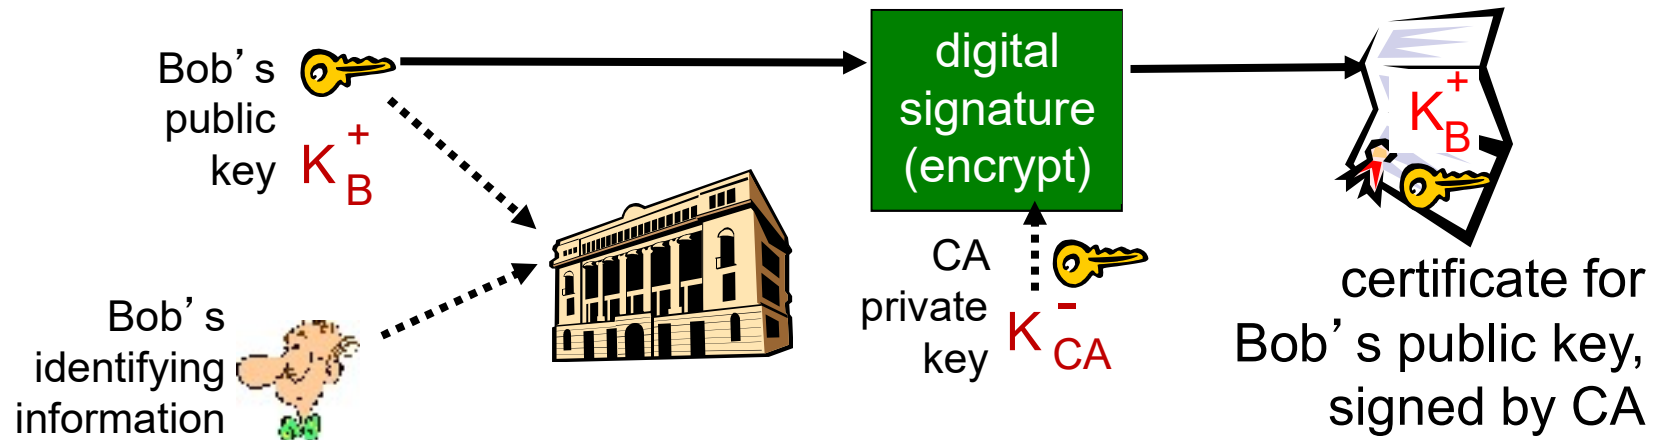 Bob’s
public
key
K
+
B
digital
signature
(encrypt)
K
+
B
Bob’s
identifying
information
CA
private
key
K
-
CA
certificate for
Bob’s public key,
signed by CA